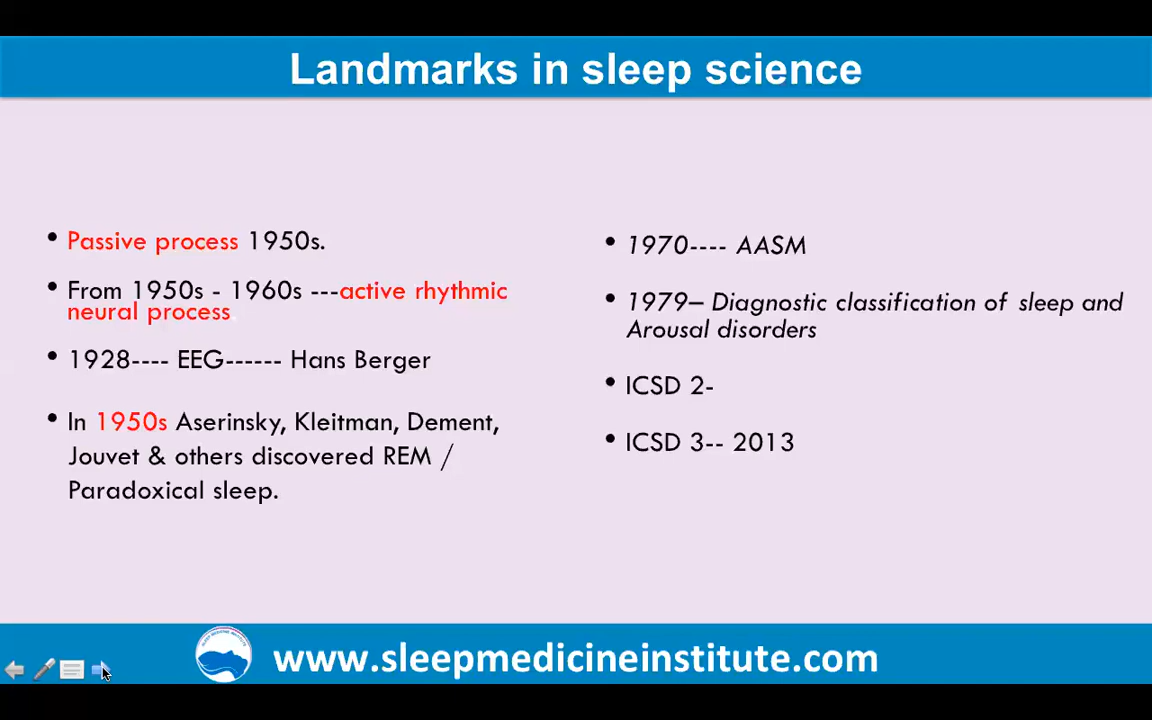 Landmarks in sleep science
• Passive process 1950s.
• From 1950s - 1960s ---active rhythmic
neural process
• 1928---- EEG------ Hans Berger
• In 1950s Aserinsky, Kleitman, Dement,
Jouvet & others discovered REM /
Paradoxical sleep.
• 1970---- AASM
• 1979– Diagnostic classification of sleep and
Arousal disorders
• ICSD 2-
• ICSD 3-- 2013
www.sleepmedicineinstitute.com